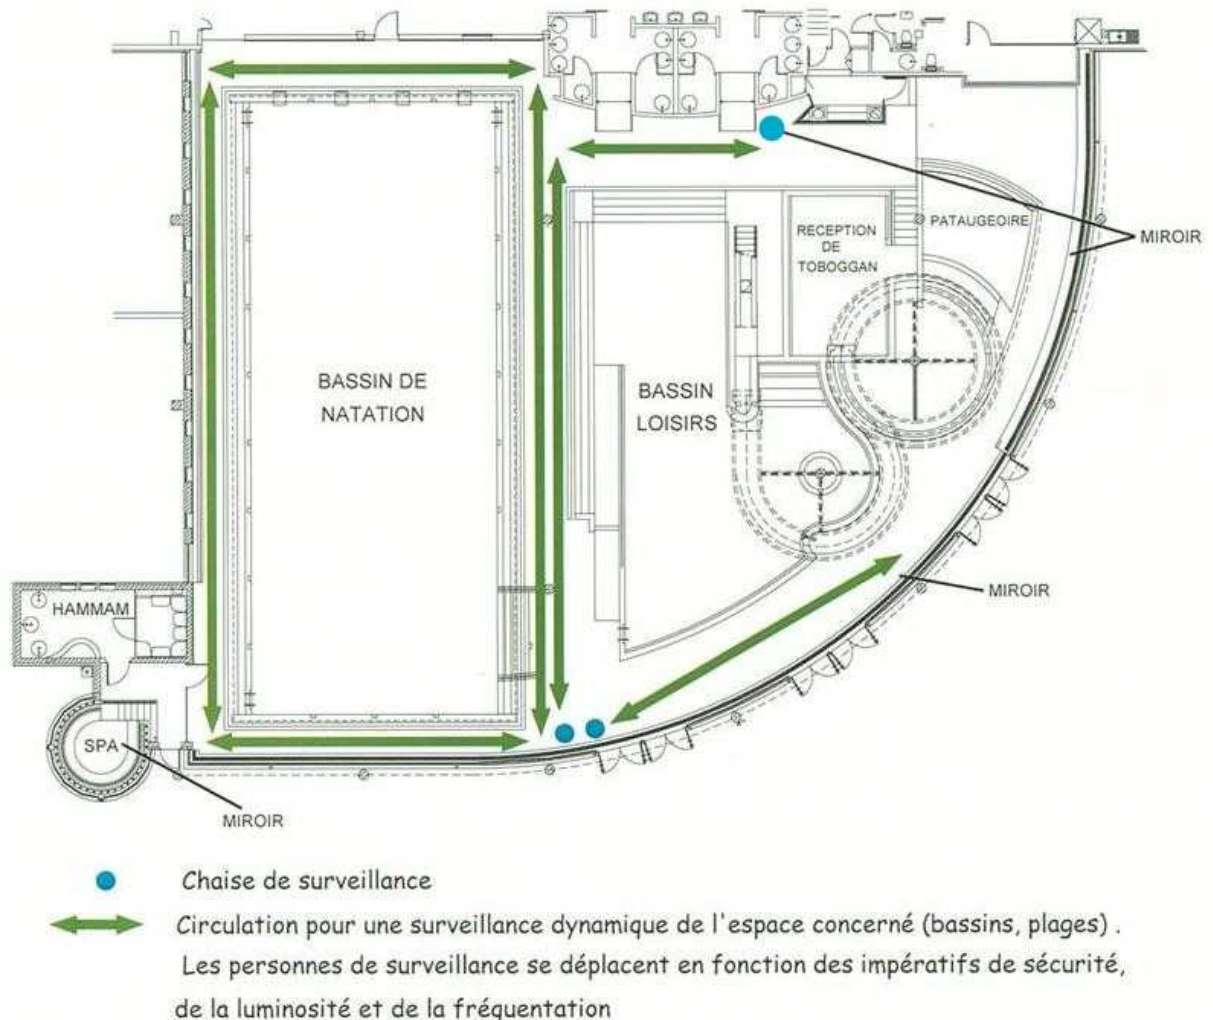 PATAUGEOIRE
RECEPTION
DE
TOBOGGAN
MIROIR
BASSIN DE
NATATION
BASSIN
LOISIRS
MIROIR
HAMMAM
SPA
MIROIR
Chaise de surveillance
Circulation pour une surveillance dynamique de l'espace concerné (bassins, plages) .
Les personnes de surveillance se déplacent en fonction des impératifs de sécurité,
de la luminosité et de la fréquentation